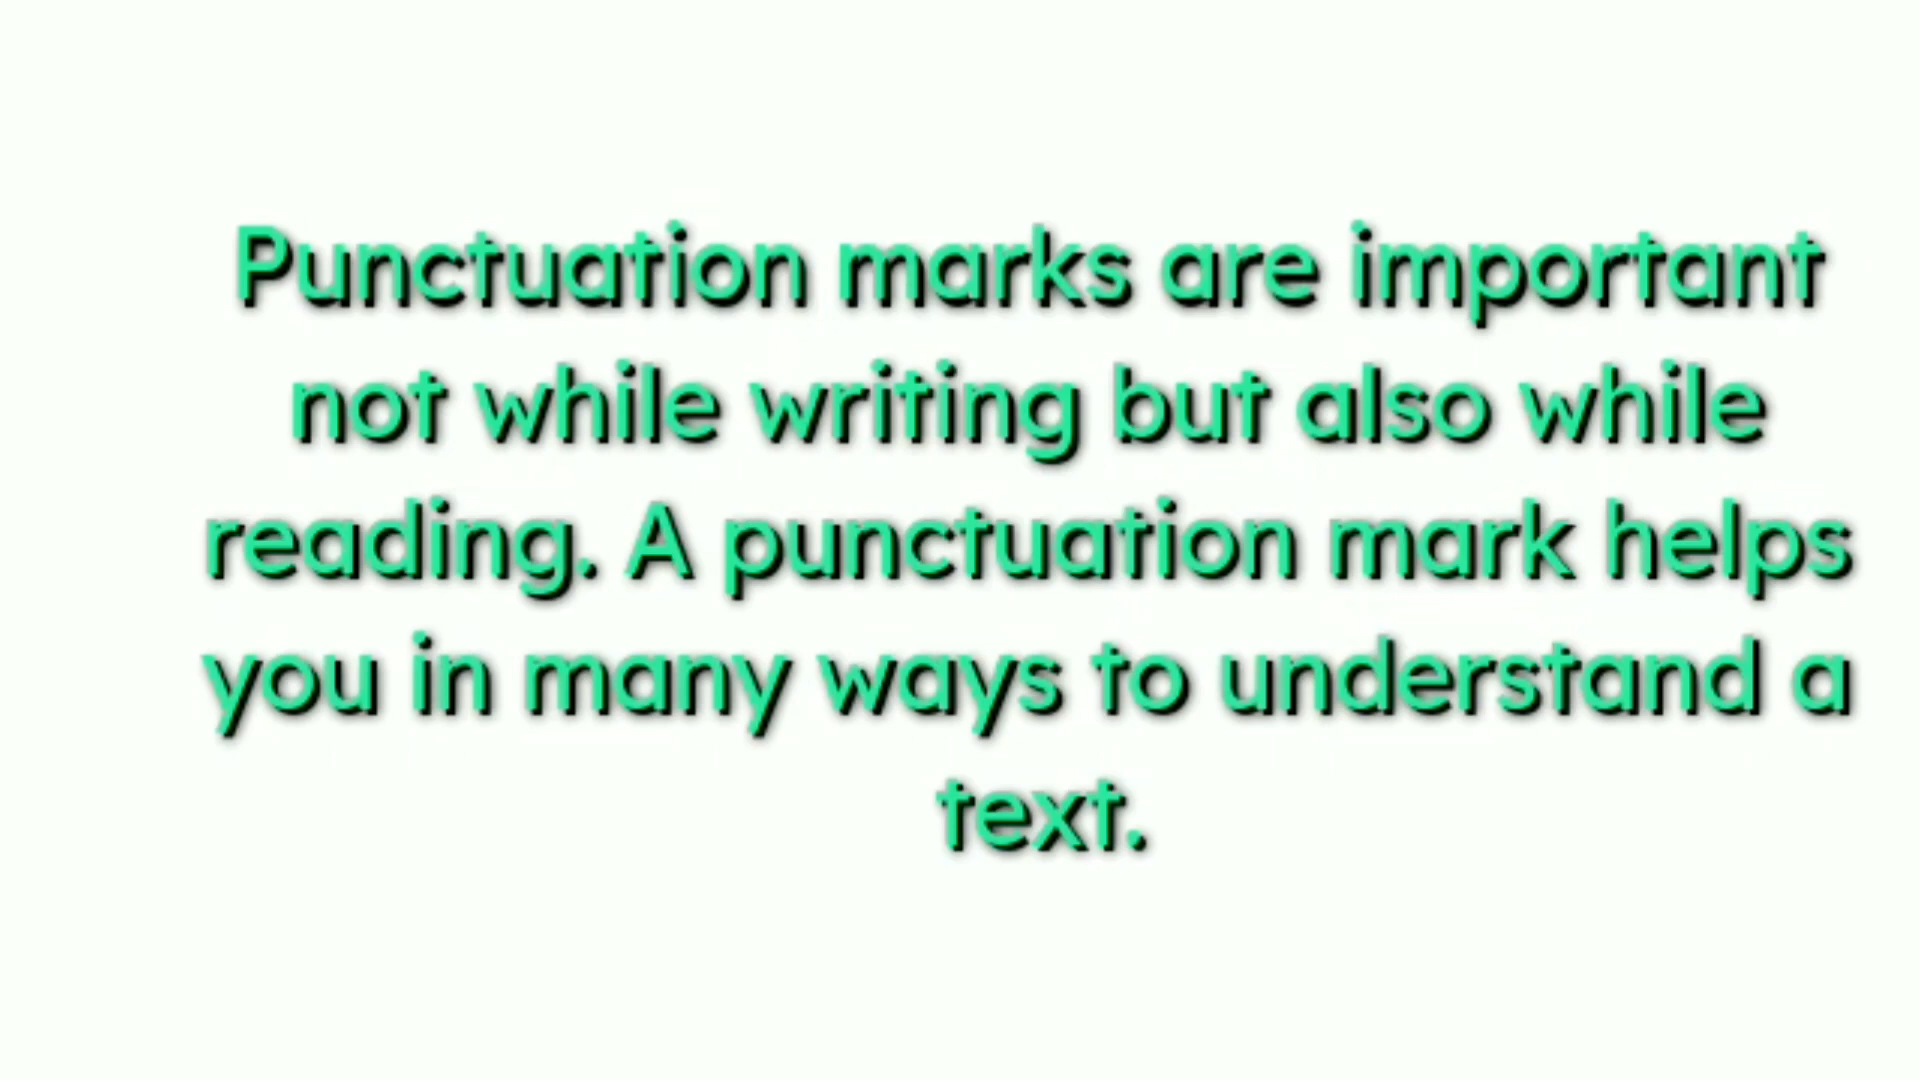 Punctuation marks are important
not while writing but also while
reading. A punctuation mark helps
you in many ways to understand a
text.